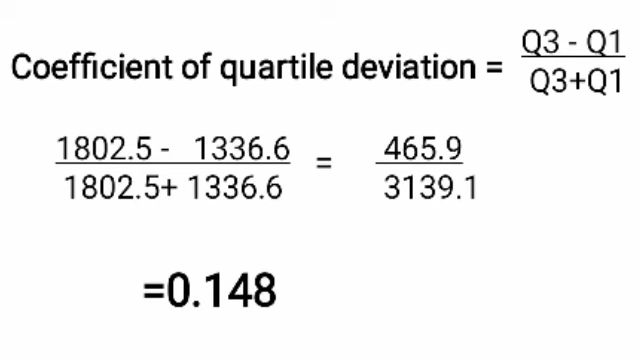 Coefficient of quartile deviation = Q3 - Q1
Q3+Q1
1802.5 - 1336.6 = 465.9
1802.5+ 1336.6 3139.1
=0.148